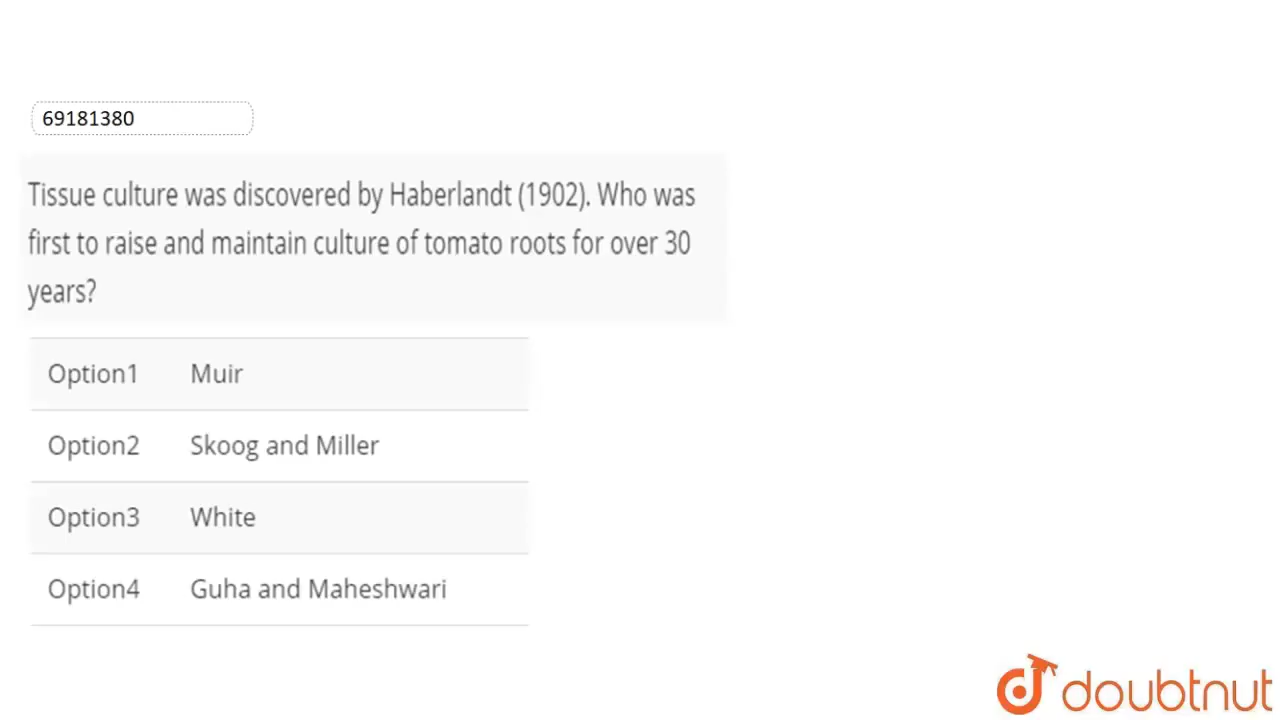 69181380
Tissue culture was discovered by Haberlandt (1902). Who was
first to raise and maintain culture of tomato roots for over 30
years?
Option1 Muir
Option2 Skoog and Miller
Option3 White
Option4 Guha and Maheshwari
doubtnut